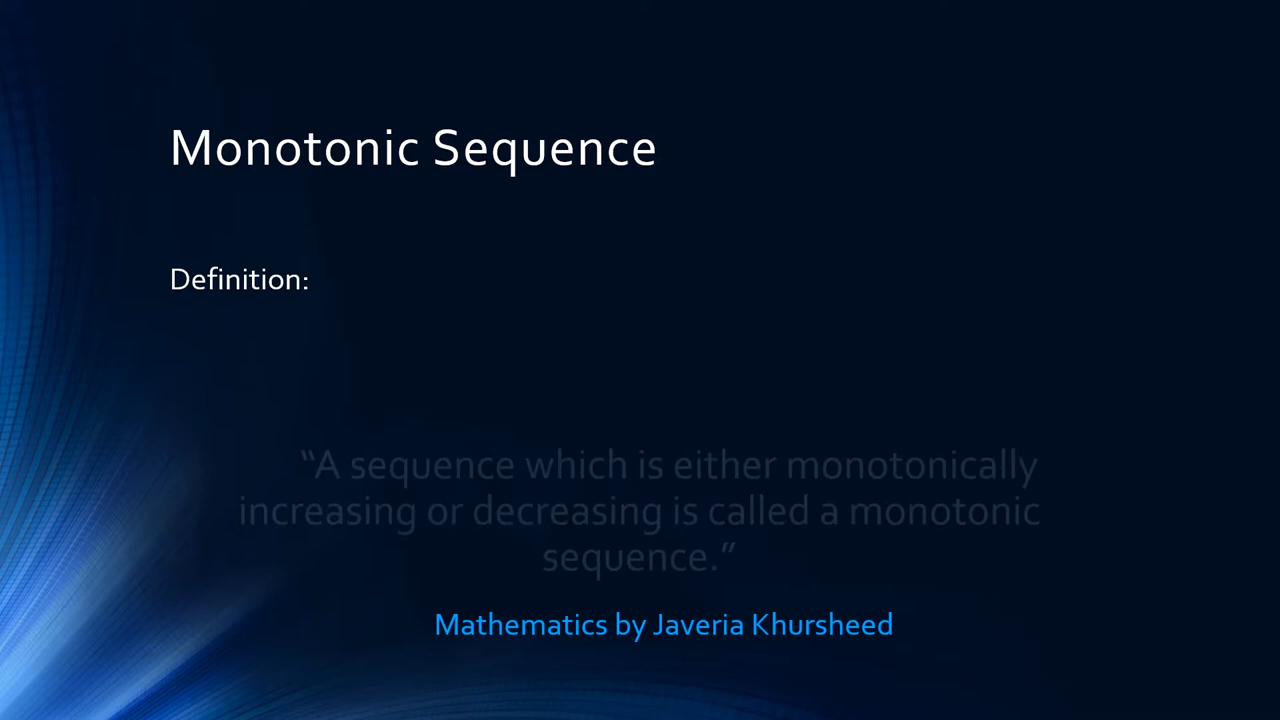 Monotonic Sequence
Definition:
“A sequence which is either monotonically
increasing or decreasing is called a monotonic
sequence.”
Mathematics by Javeria Khursheed